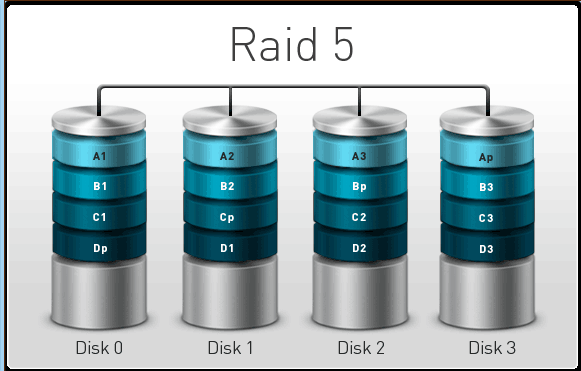 Raid 5
A1 A2 A3 Ap
B1 B2 Bp B3
C1 Cp C2 C3
Dp D1 D2 D3
Disk 0 Disk 1 Disk 2 Disk 3